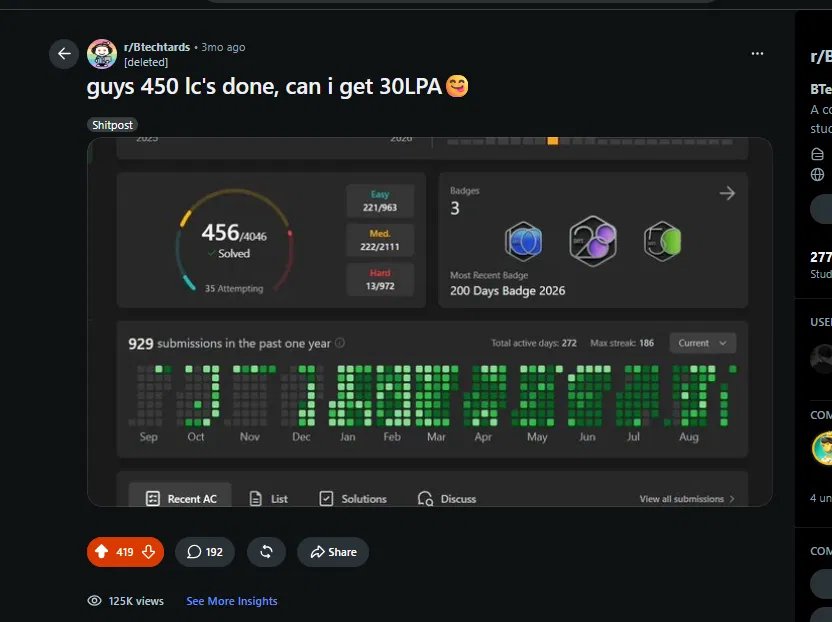 r/Btechtards • 3mo ago
[deleted]
guys 450 lc's done, can i get 30LPA😋
Shitpost
2025
2026
456/4046
Solved
35 Attempting
Easy
221/963
Med.
222/2111
Hard
13/972
Badges
3
Most Recent Badge
200 Days Badge 2026
929 submissions in the past one year
Total active days: 272
Max streak: 186
Current
Sep Oct Nov Dec Jan Feb Mar Apr May Jun Jul Aug
Recent AC
List
Solutions
Discuss
View all submissions
419
192
Share
125K views
See More Insights
r/B
BTe
A co
stud
277
Stud
USE
COM
4 un
COM